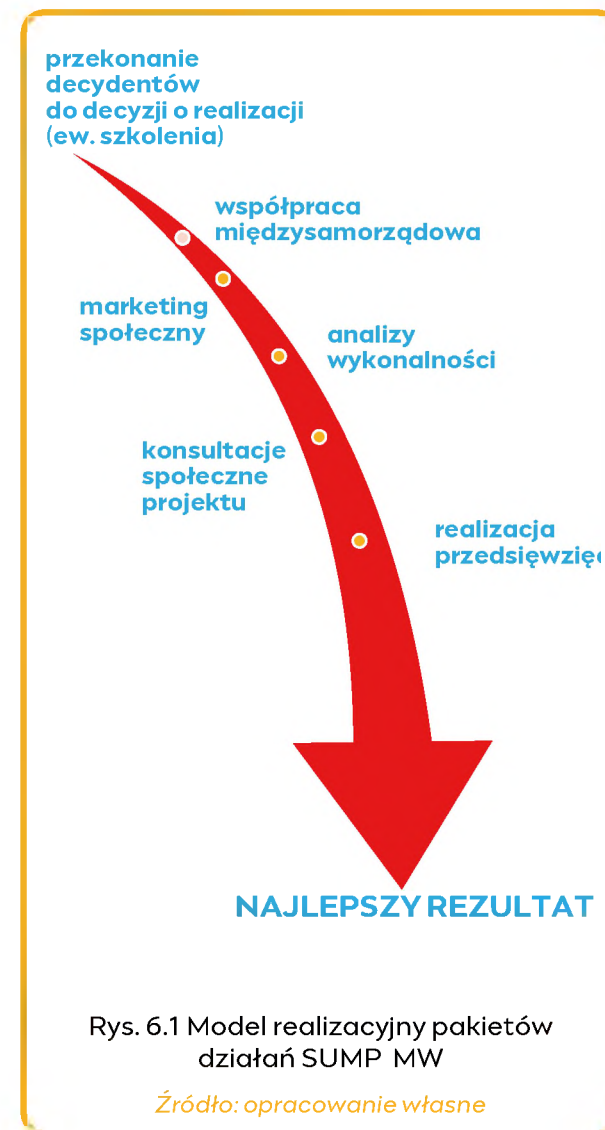 przekonanie
decydentów
do decyzji o realizacji
(ew. szkolenia)
współpraca
międzysamorządowa
marketing
społeczny
analizy
wykonalności
konsultacje
społeczne
projektu
realizacja
NAJLEPSZY REZULTAT
Rys. 6.1 Model realizacyjny pakietów
działań SUMP MW
Źródło: opracowanie własne